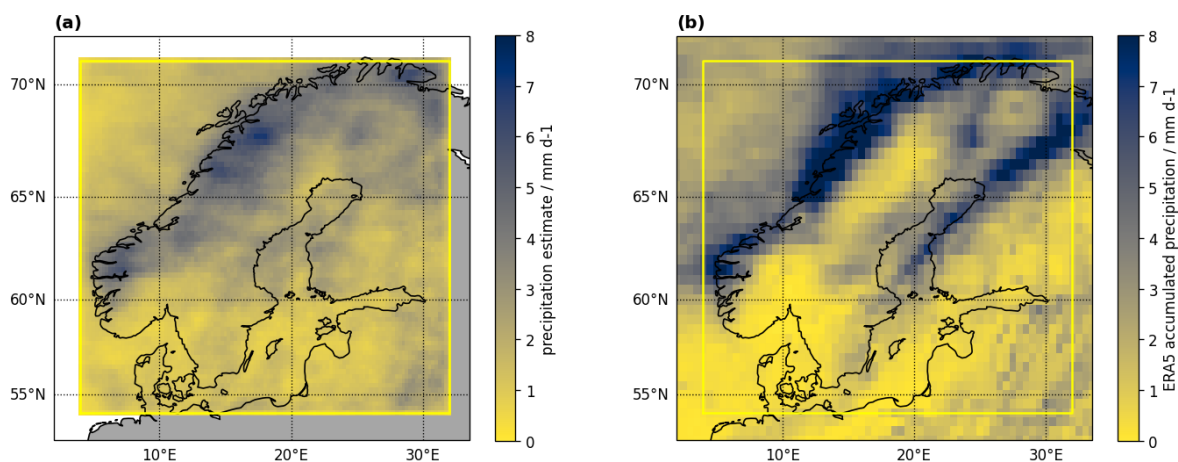 (a)
70°N
65°N
60°N
55°N
10°E
20°E
30°E
8
7
6
5
4
3
2
1
0
precipitation estimate / mm d-1
(b)
70°N
65°N
60°N
55°N
10°E
20°E
30°E
8
7
6
5
4
3
2
1
0
ERA5 accumulated precipitation / mm d-1